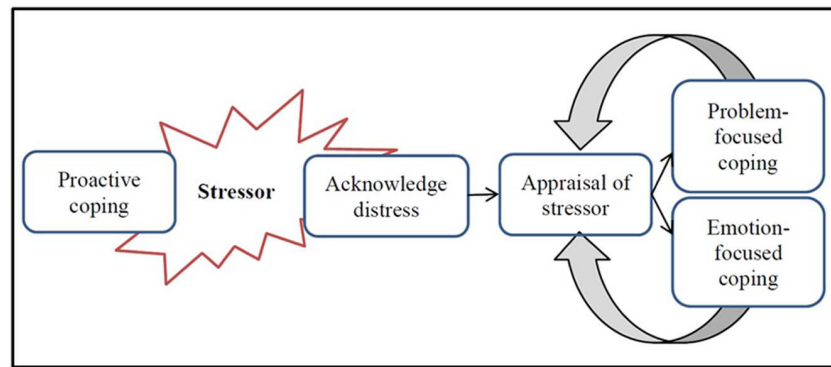 Proactive
coping
Stressor
Acknowledge
distress
Appraisal of
stressor
Problem-
focused
coping
Emotion-
focused
coping